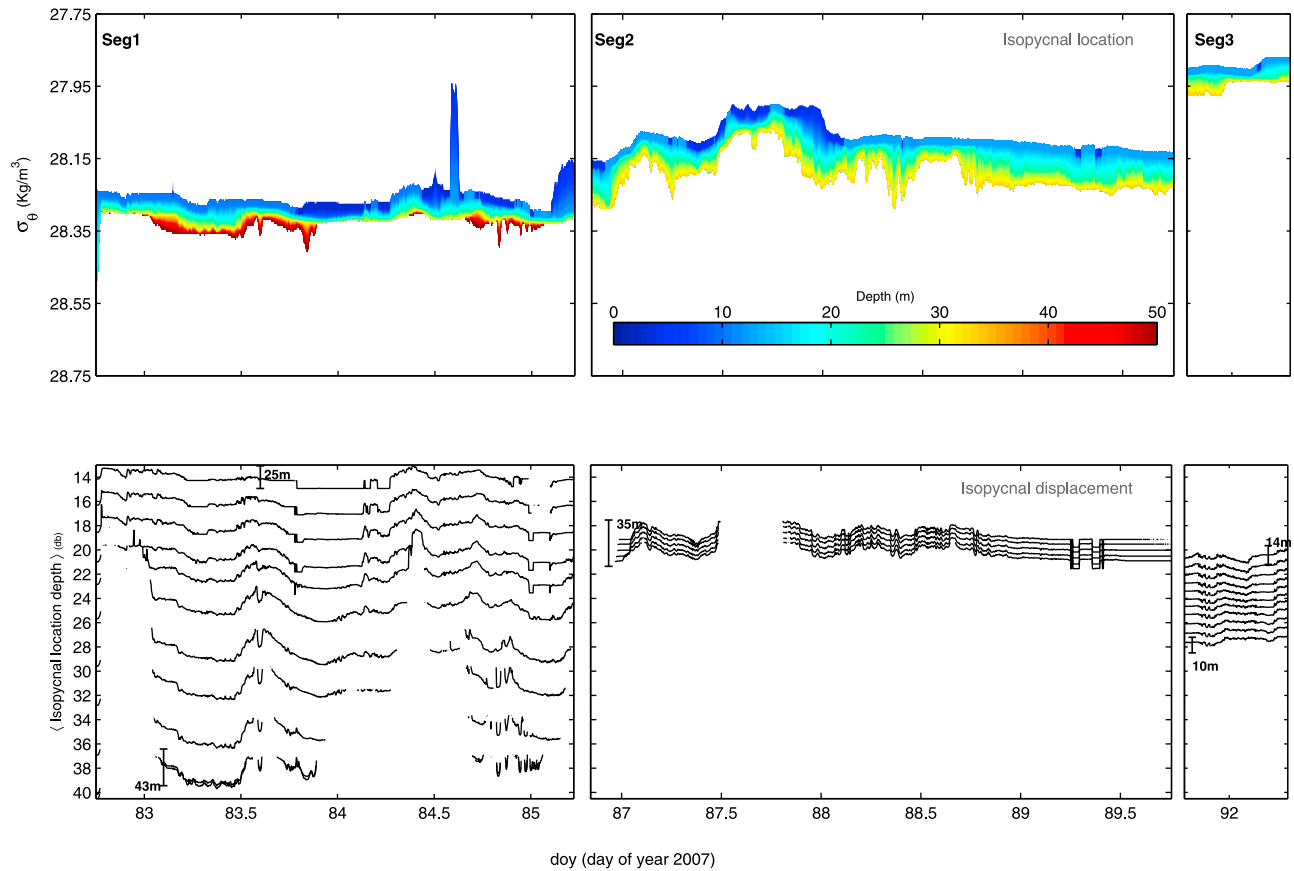 27.75
27.95
28.15
28.35
28.55
28.75
σθ (Kg/m³)
Seg1
Seg2
Isopycnal location
Seg3
Depth (m)
0 10 20 30 40 50
14
16
18
20
22
24
26
28
30
32
34
36
38
40
⟨ Isopycnal location depth ⟩ (db)
25m
43m
35m
Isopycnal displacement
14m
10m
83 83.5 84 84.5 85 87 87.5 88 88.5 89 89.5 92
doy (day of year 2007)